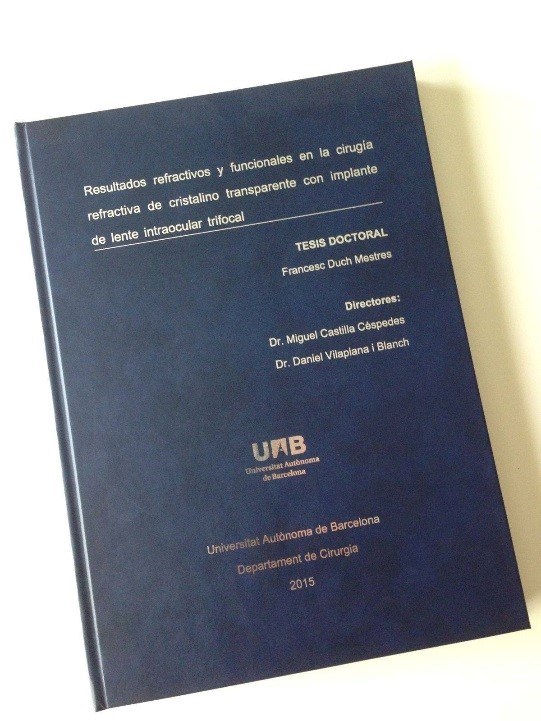 Resultados refractivos y funcionales en la cirugía
refractiva de cristalino transparente con implante
de lente intraocular trifocal
TESIS DOCTORAL
Francesc Duch Mestres
Directores:
Dr. Miguel Castilla Céspedes
Dr. Daniel Vilaplana i Blanch
UAB
Universitat Autònoma
de Barcelona
Universitat Autònoma de Barcelona
Departament de Cirurgia
2015